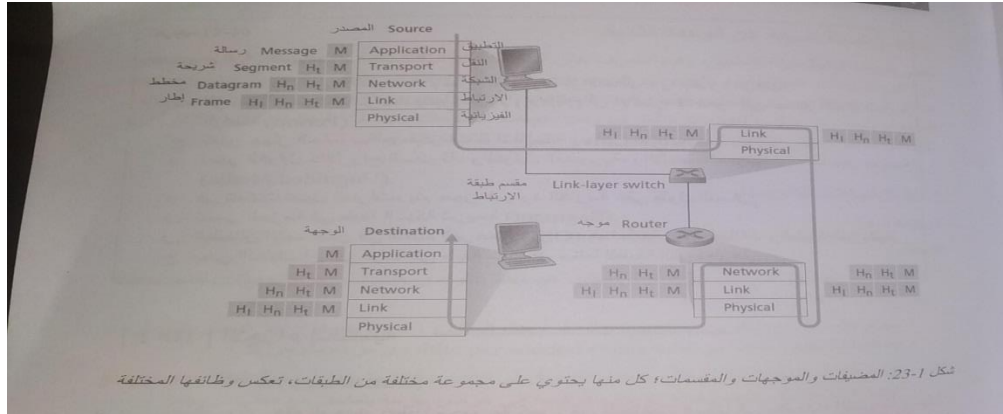 المصدر Source
رسالة Message M Application التطبيق
شريحة Segment Ht M Transport النقل
مخطط Datagram Hn Ht M Network الشبكة
إطار Frame Hl Hn Ht M Link الارتباط
Physical الفيزيائية
Hl Hn Ht M Link Hl Hn Ht M
Physical
مقسم طبقة الارتباط Link-layer switch
موجه Router
الوجهة Destination
M Application
Ht M Transport Hn Ht M Network Hn Ht M
Hn Ht M Network Hl Hn Ht M Link Hl Hn Ht M
Hl Hn Ht M Link Physical
Physical
شكل 1-23: المضيفات والموجهات والمقسمات؛ كل منها يحتوي على مجموعة مختلفة من الطبقات، تعكس وظائفها المختلفة